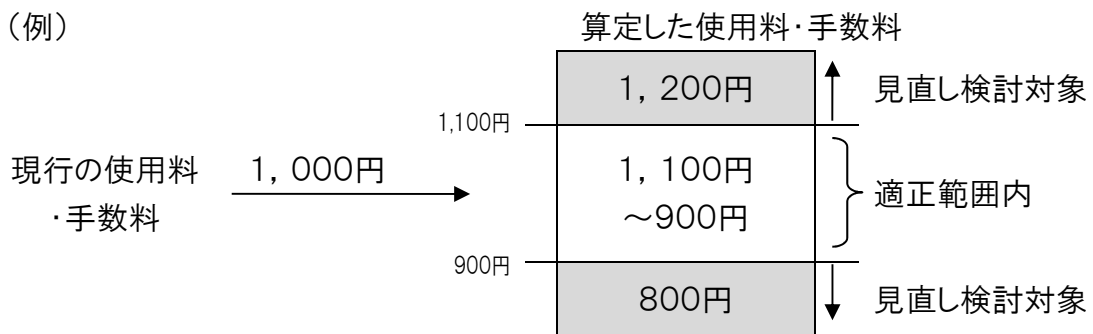 （例）
算定した使用料・手数料
1,200円
見直し検討対象
1,100円
現行の使用料
・手数料
1,000円
1,100円
～900円
適正範囲内
900円
800円
見直し検討対象